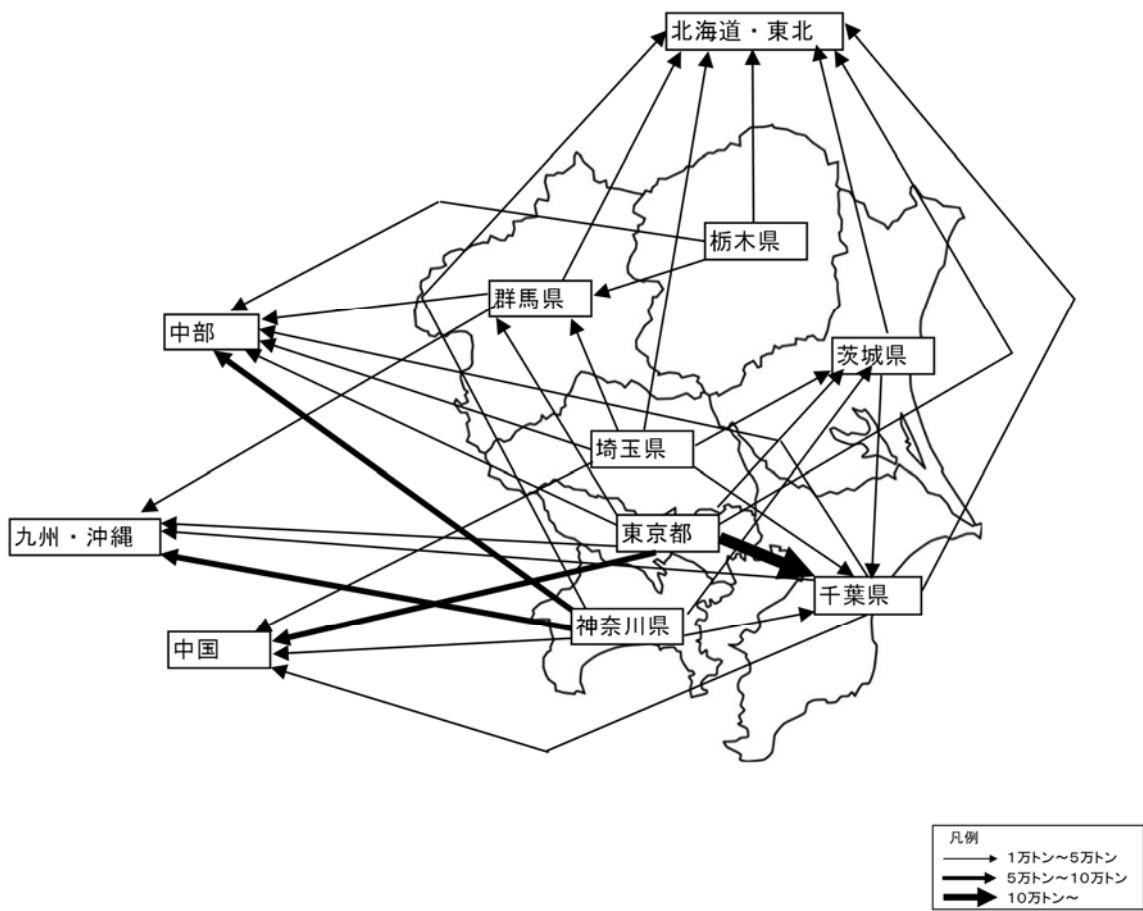 北海道・東北
栃木県
群馬県
中部
茨城県
埼玉県
東京都
九州・沖縄
千葉県
神奈川県
中国
凡例
1万トン～5万トン
5万トン～10万トン
10万トン～